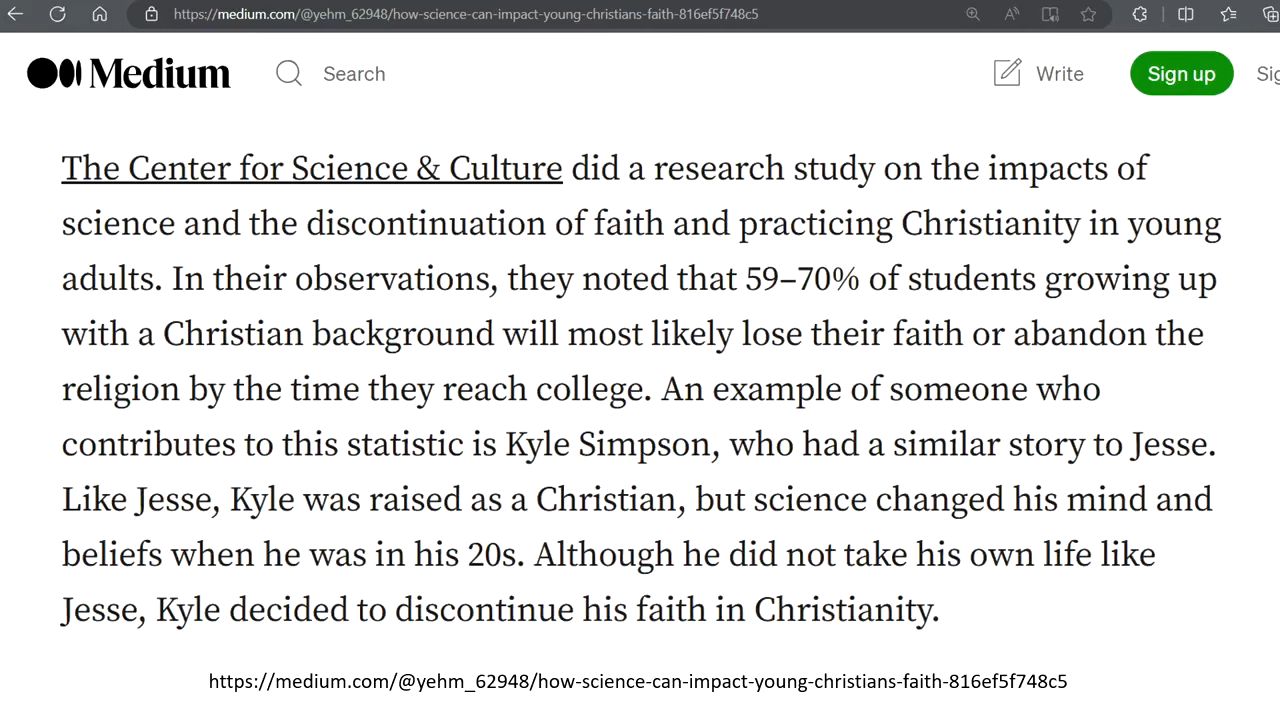 https://medium.com/@yehm_62948/how-science-can-impact-young-christians-faith-816ef5f748c5
Medium Search Write Sign up Sig
The Center for Science & Culture did a research study on the impacts of
science and the discontinuation of faith and practicing Christianity in young
adults. In their observations, they noted that 59–70% of students growing up
with a Christian background will most likely lose their faith or abandon the
religion by the time they reach college. An example of someone who
contributes to this statistic is Kyle Simpson, who had a similar story to Jesse.
Like Jesse, Kyle was raised as a Christian, but science changed his mind and
beliefs when he was in his 20s. Although he did not take his own life like
Jesse, Kyle decided to discontinue his faith in Christianity.
https://medium.com/@yehm_62948/how-science-can-impact-young-christians-faith-816ef5f748c5